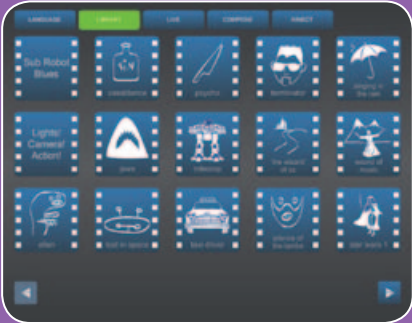 LANGUAGE LIBRARY LIVE COMPOSE DIRECT
Sub Robot
Blues
casablanca
psycho
terminator
singing in
the rain
Lights!
Camera!
Action!
jaws
robocop
the wizard
of oz
sound of
music
alien
lost in space
taxi driver
silence of
the lambs
star wars 1